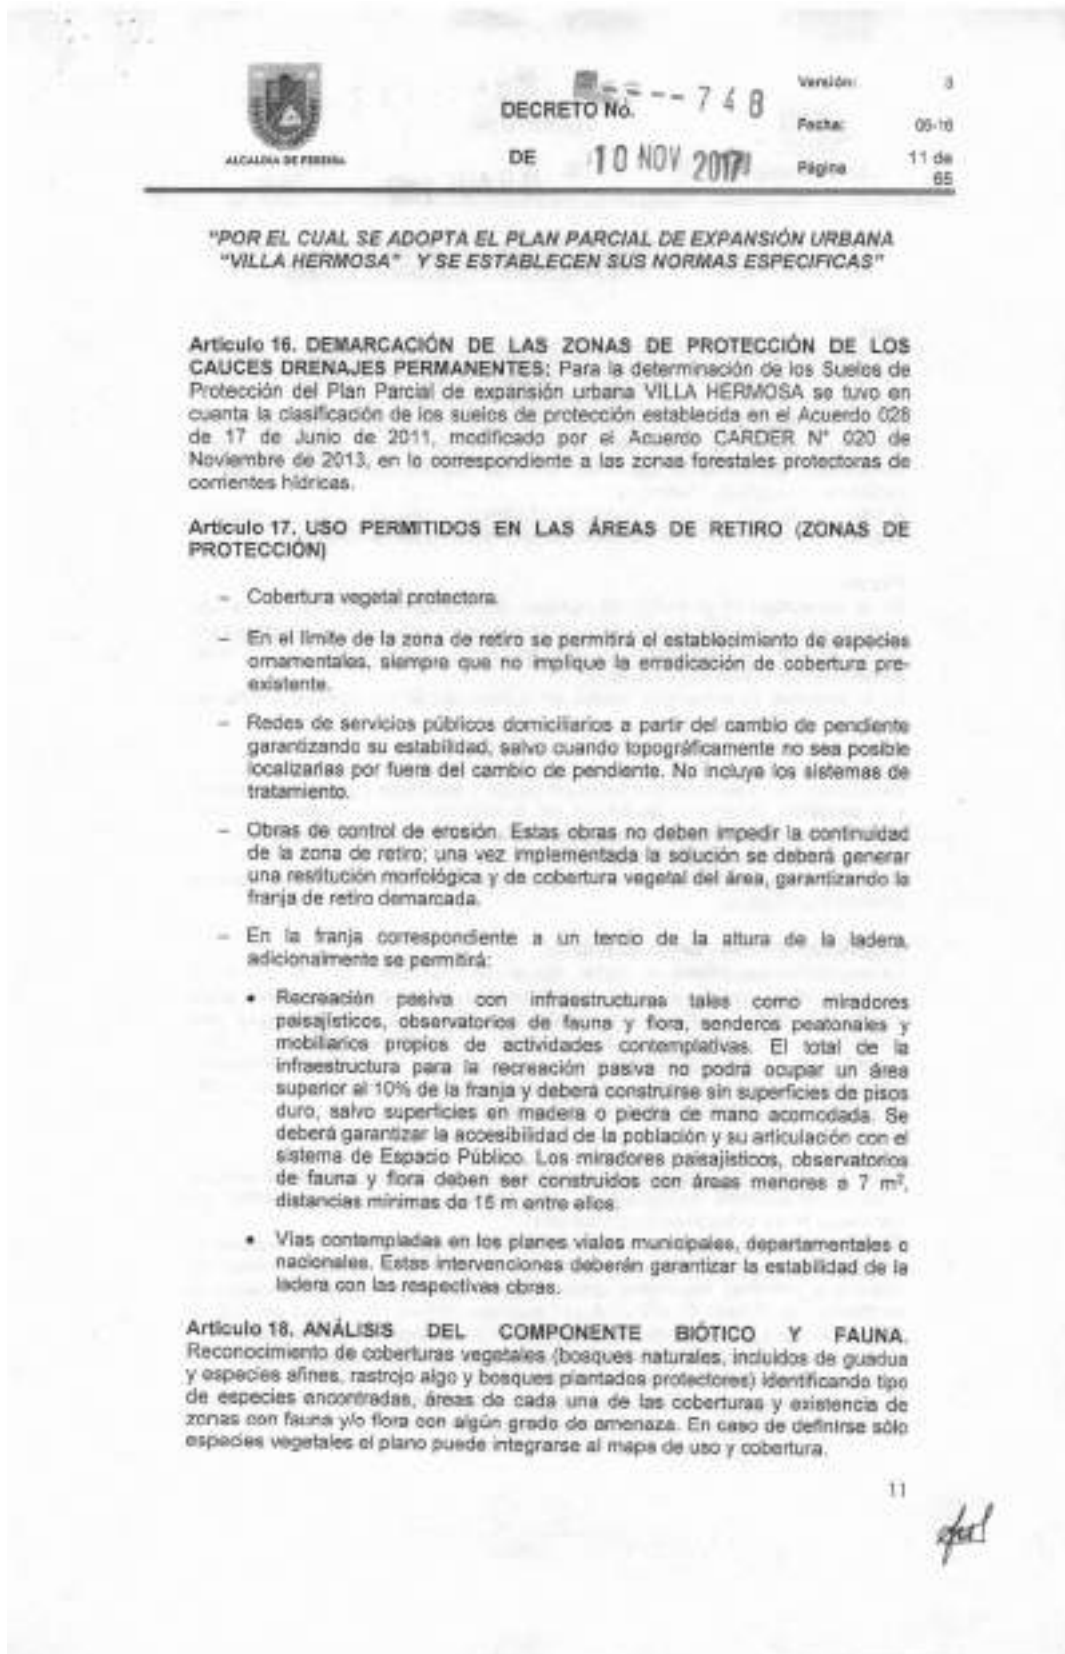 ALCALDIA DE PEREIRA
DECRETO No. 748
DE 10 NOV 2017
Versión: 3
Fecha: 05-16
Página 11 de 65
"POR EL CUAL SE ADOPTA EL PLAN PARCIAL DE EXPANSIÓN URBANA
"VILLA HERMOSA" Y SE ESTABLECEN SUS NORMAS ESPECIFICAS"
Artículo 16. DEMARCACIÓN DE LAS ZONAS DE PROTECCIÓN DE LOS
CAUCES DRENAJES PERMANENTES: Para la determinación de los Suelos de
Protección del Plan Parcial de expansión urbana VILLA HERMOSA se tuvo en
cuenta la clasificación de los suelos de protección establecida en el Acuerdo 028
de 17 de Junio de 2011, modificado por el Acuerdo CARDER N° 020 de
Noviembre de 2013, en lo correspondiente a las zonas forestales protectoras de
corrientes hídricas.
Artículo 17. USO PERMITIDOS EN LAS ÁREAS DE RETIRO (ZONAS DE
PROTECCIÓN)
– Cobertura vegetal protectora.
– En el límite de la zona de retiro se permitirá el establecimiento de especies
ornamentales, siempre que no implique la erradicación de cobertura pre-
existente.
– Redes de servicios públicos domiciliarios a partir del cambio de pendiente
garantizando su estabilidad, salvo cuando topográficamente no sea posible
localizarlas por fuera del cambio de pendiente. No incluye los sistemas de
tratamiento.
– Obras de control de erosión. Estas obras no deben impedir la continuidad
de la zona de retiro; una vez implementada la solución se deberá generar
una restitución morfológica y de cobertura vegetal del área, garantizando la
franja de retiro demarcada.
– En la franja correspondiente a un tercio de la altura de la ladera,
adicionalmente se permitirá:
• Recreación pasiva con infraestructuras tales como miradores
paisajísticos, observatorios de fauna y flora, senderos peatonales y
mobiliarios propios de actividades contemplativas. El total de la
infraestructura para la recreación pasiva no podrá ocupar un área
superior al 10% de la franja y deberá construirse sin superficies de pisos
duro, salvo superficies en madera o piedra de mano acomodada. Se
deberá garantizar la accesibilidad de la población y su articulación con el
sistema de Espacio Público. Los miradores paisajísticos, observatorios
de fauna y flora deben ser construidos con áreas menores a 7 m²,
distancias mínimas de 15 m entre ellos.
• Vías contempladas en los planes viales municipales, departamentales o
nacionales. Estas intervenciones deberán garantizar la estabilidad de la
ladera con las respectivas obras.
Artículo 18. ANÁLISIS DEL COMPONENTE BIÓTICO Y FAUNA.
Reconocimiento de coberturas vegetales (bosques naturales, incluidos de guadua
y especies afines, rastrojo algo y bosques plantados protectores) identificando tipo
de especies encontradas, áreas de cada una de las coberturas y existencia de
zonas con fauna y/o flora con algún grado de amenaza. En caso de definirse sólo
especies vegetales el plano puede integrarse al mapa de uso y cobertura.
11